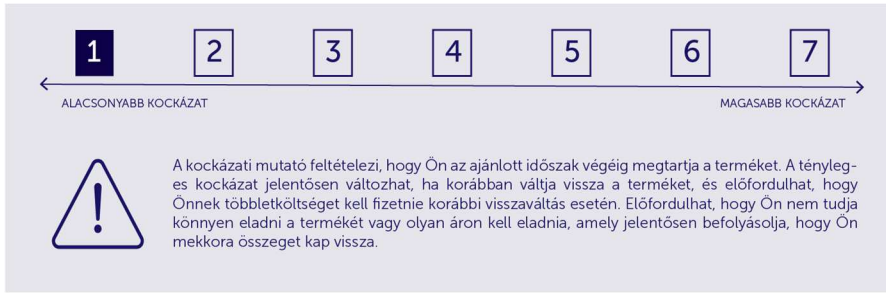 1 2 3 4 5 6 7
ALACSONYABB KOCKÁZAT MAGASABB KOCKÁZAT
A kockázati mutató feltételezi, hogy Ön az ajánlott időszak végéig megtartja a terméket. A tényleg-
es kockázat jelentősen változhat, ha korábban váltja vissza a terméket, és előfordulhat, hogy
Önnek többletköltséget kell fizetnie korábbi visszaváltás esetén. Előfordulhat, hogy Ön nem tudja
könnyen eladni a termékét vagy olyan áron kell eladnia, amely jelentősen befolyásolja, hogy Ön
mekkora összeget kap vissza.